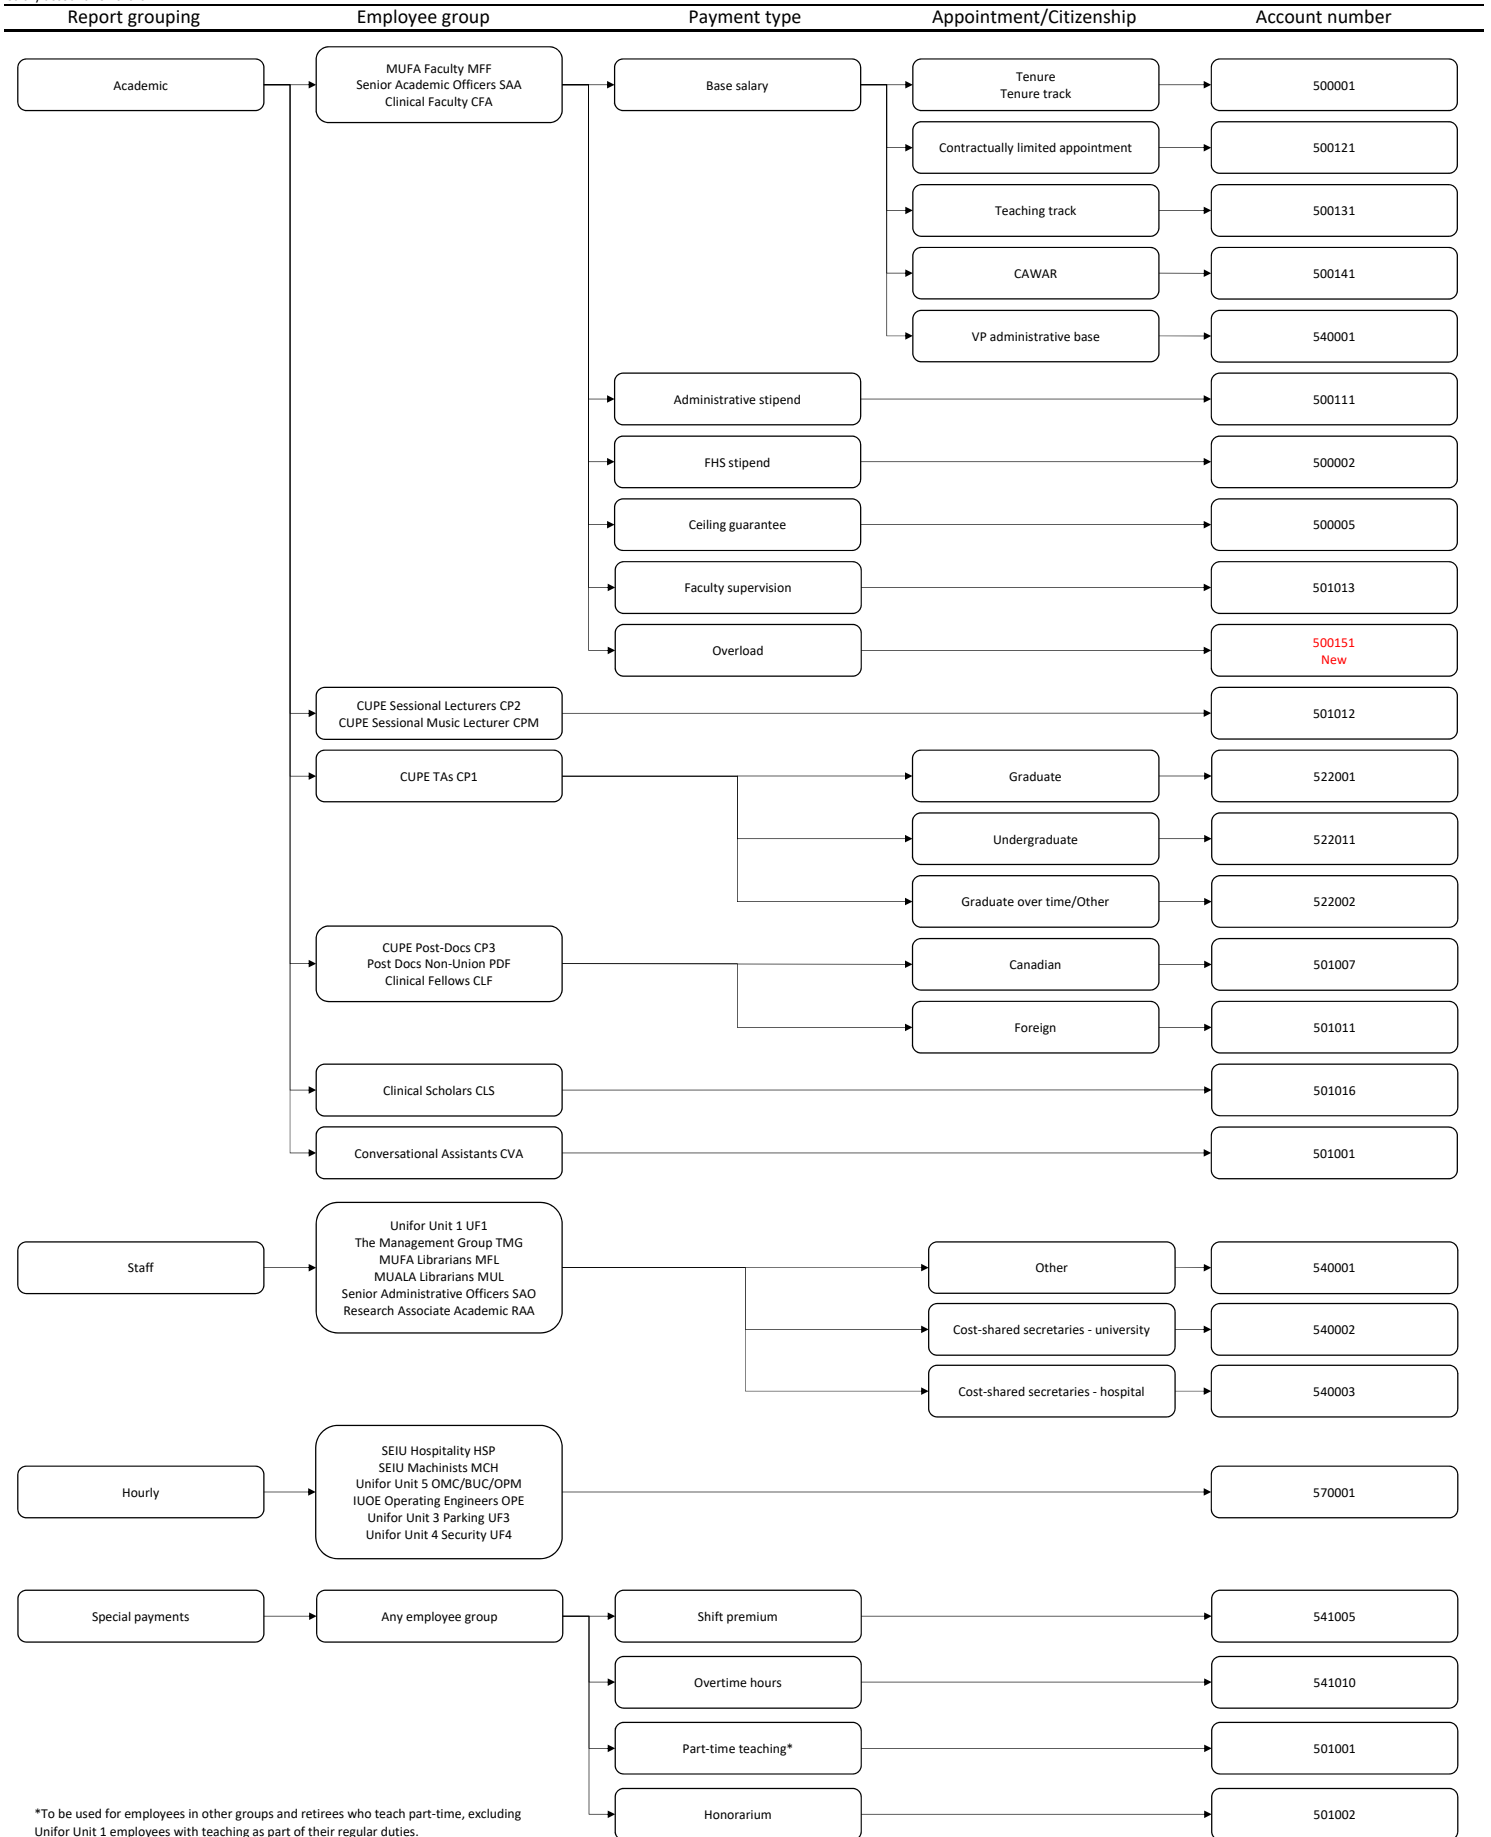 Report grouping
Employee group
Payment type
Appointment/Citizenship
Account number
Academic
MUFA Faculty MFF
Senior Academic Officers SAA
Clinical Faculty CFA
Base salary
Tenure
Tenure track
500001
Contractually limited appointment
500121
Teaching track
500131
CAWAR
500141
VP administrative base
540001
Administrative stipend
500111
FHS stipend
500002
Ceiling guarantee
500005
Faculty supervision
501013
Overload
500151
New
CUPE Sessional Lecturers CP2
CUPE Sessional Music Lecturer CPM
501012
CUPE TAs CP1
Graduate
522001
Undergraduate
522011
Graduate over time/Other
522002
CUPE Post-Docs CP3
Post Docs Non-Union PDF
Clinical Fellows CLF
Canadian
501007
Foreign
501011
Clinical Scholars CLS
501016
Conversational Assistants CVA
501001
Staff
Unifor Unit 1 UF1
The Management Group TMG
MUFA Librarians MFL
MUALA Librarians MUL
Senior Administrative Officers SAO
Research Associate Academic RAA
Other
540001
Cost-shared secretaries - university
540002
Cost-shared secretaries - hospital
540003
Hourly
SEIU Hospitality HSP
SEIU Machinists MCH
Unifor Unit 5 OMC/BUC/OPM
IUOE Operating Engineers OPE
Unifor Unit 3 Parking UF3
Unifor Unit 4 Security UF4
570001
Special payments
Any employee group
Shift premium
541005
Overtime hours
541010
Part-time teaching*
501001
Honorarium
501002
*To be used for employees in other groups and retirees who teach part-time, excluding
Unifor Unit 1 employees with teaching as part of their regular duties.